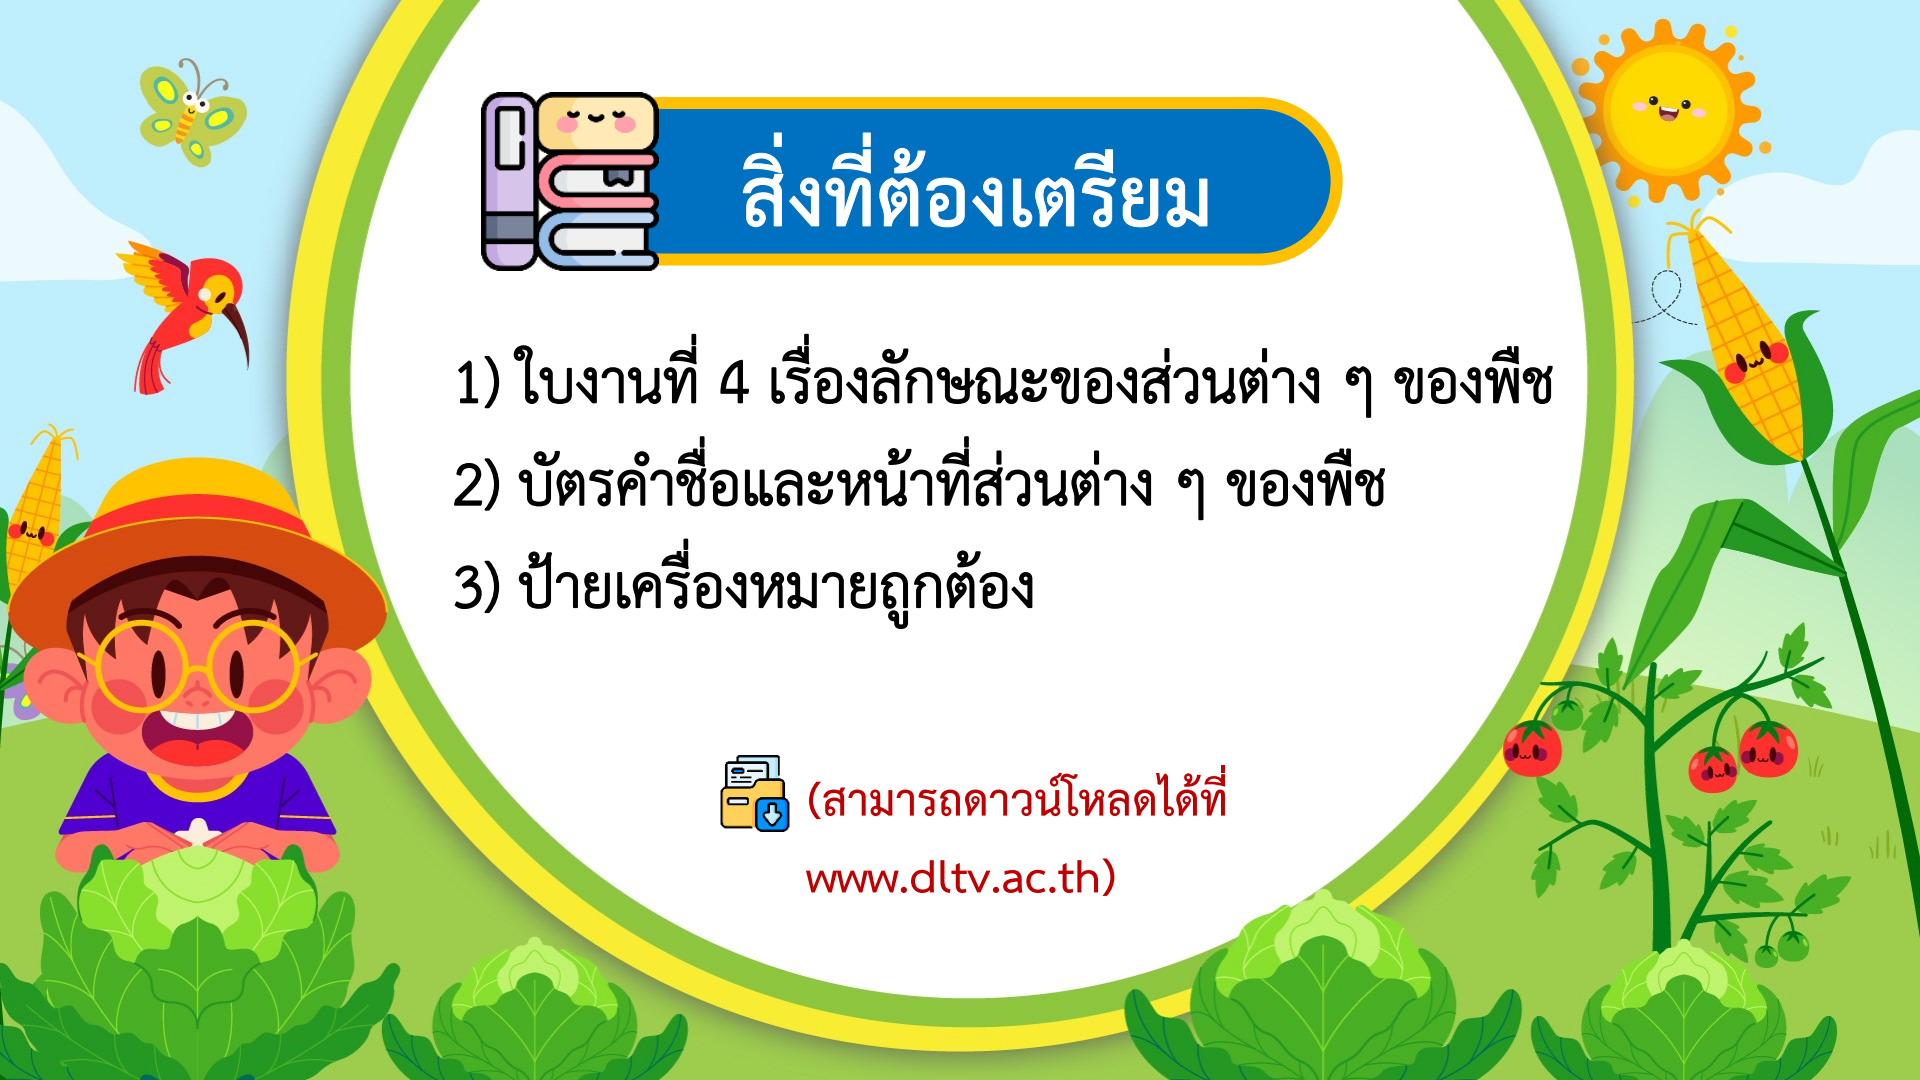 สิ่งที่ต้องเตรียม
1) ใบงานที่ 4 เรื่องลักษณะของส่วนต่าง ๆ ของพืช
2) บัตรคำชื่อและหน้าที่ส่วนต่าง ๆ ของพืช
3) ป้ายเครื่องหมายถูกต้อง
(สามารถดาวน์โหลดได้ที่
www.dltv.ac.th)